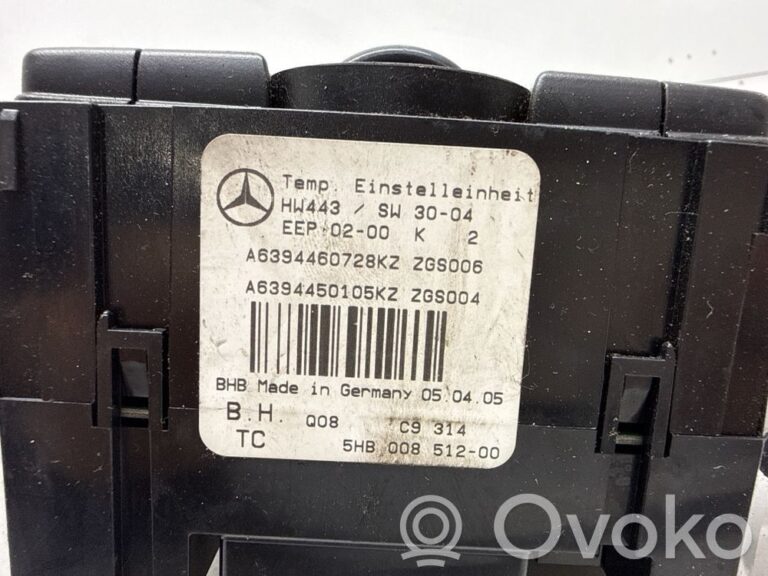 Temp. Einstelleinheit
HW443 / SW 30-04
EEP 02-00 K 2
A6394460728KZ ZGS006
A6394450105KZ ZGS004
BHB Made in Germany 05.04.05
B.H. Q08 C9 314
TC 5HB 008 512-00
Ovoko